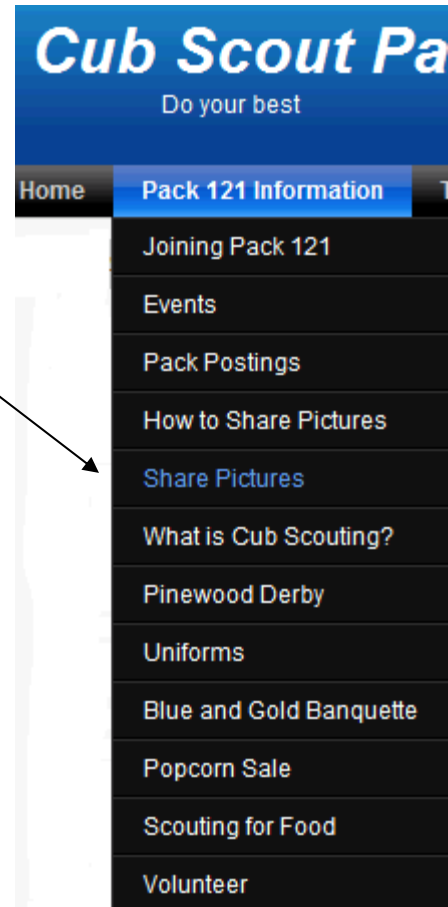 Cub Scout Pa
Do your best
Home Pack 121 Information T
Joining Pack 121
Events
Pack Postings
How to Share Pictures
Share Pictures
What is Cub Scouting?
Pinewood Derby
Uniforms
Blue and Gold Banquette
Popcorn Sale
Scouting for Food
Volunteer